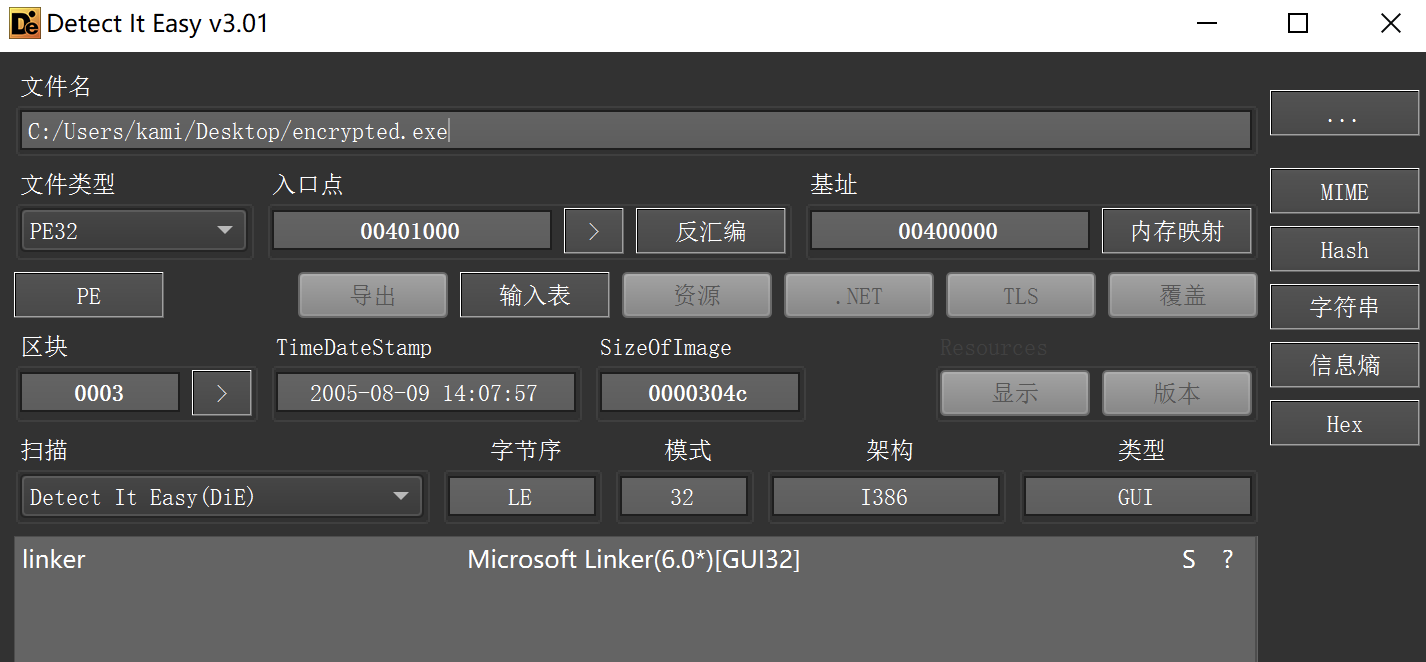 Detect It Easy v3.01
文件名
C:/Users/kami/Desktop/encrypted.exe
...
文件类型 入口点 基址
PE32 00401000 > 反汇编 00400000 内存映射 MIME
Hash
PE 导出 输入表 资源 .NET TLS 覆盖
字符串
区块 TimeDateStamp SizeOfImage Resources
信息熵
0003 > 2005-08-09 14:07:57 0000304c 显示 版本
Hex
扫描 字节序 模式 架构 类型
Detect It Easy(DiE) LE 32 I386 GUI
linker Microsoft Linker(6.0*)[GUI32] S ?